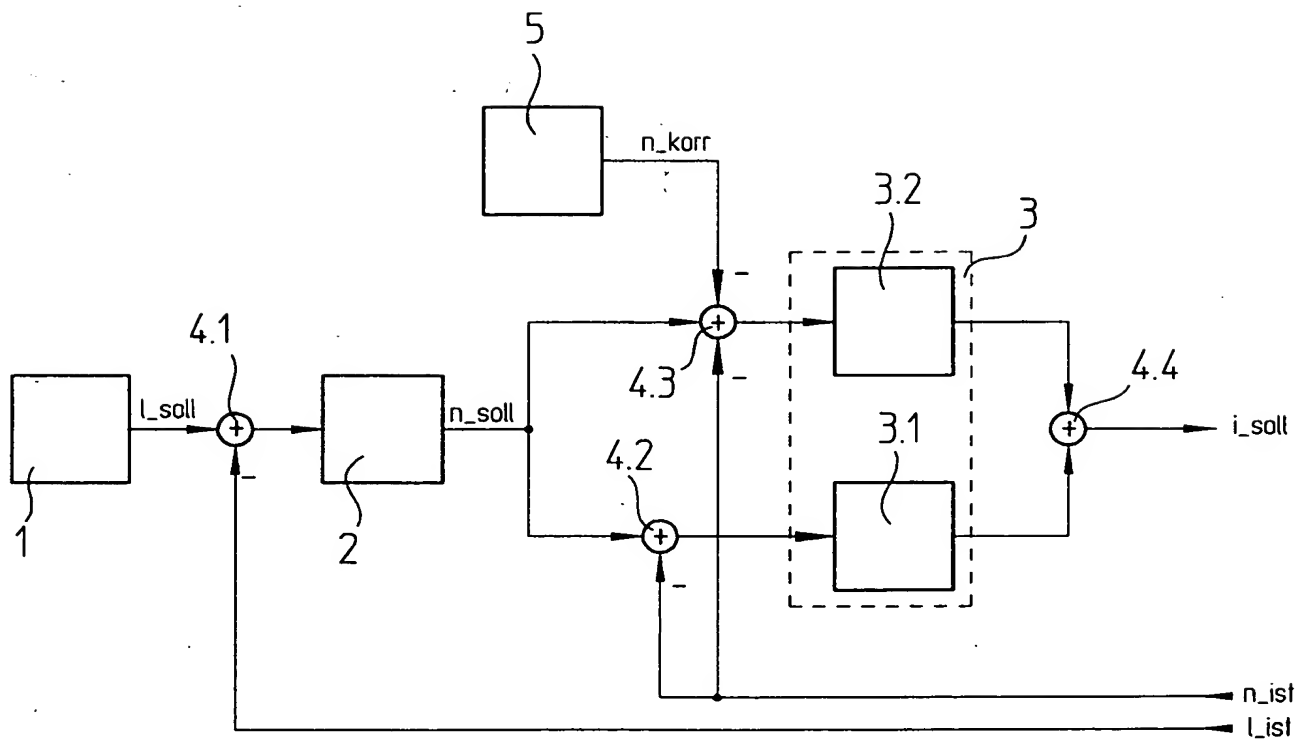 5
n_korr
3.2
3
4.1
4.3
4.4
l_soll
n_soll
i_soll
4.2
3.1
1
2
n_ist
l_ist